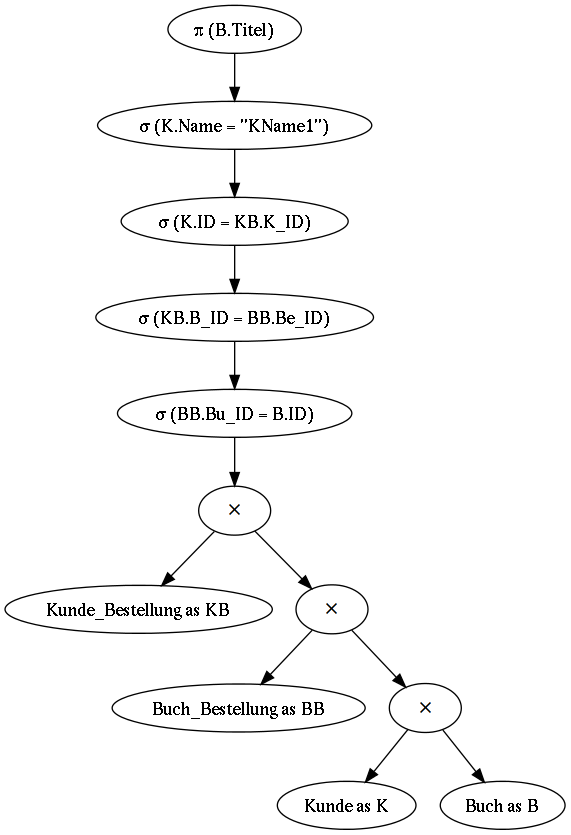 π (B.Titel)
σ (K.Name = "KName1")
σ (K.ID = KB.K_ID)
σ (KB.B_ID = BB.Be_ID)
σ (BB.Bu_ID = B.ID)
×
Kunde_Bestellung as KB
×
Buch_Bestellung as BB
×
Kunde as K
Buch as B